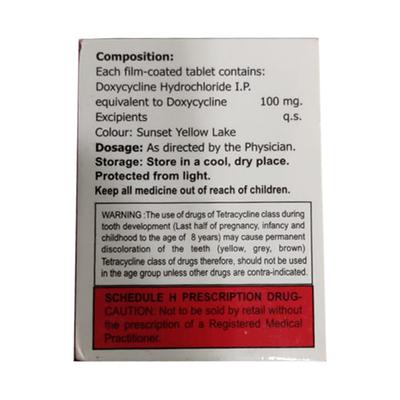 Composition:
Each film-coated tablet contains:
Doxycycline Hydrochloride I.P.
equivalent to Doxycycline 100 mg.
Excipients q.s.
Colour: Sunset Yellow Lake
Dosage: As directed by the Physician.
Storage: Store in a cool, dry place.
Protected from light.
Keep all medicine out of reach of children.
WARNING :The use of drugs of Tetracycline class during
tooth development (Last half of pregnancy, infancy and
childhood to the age of 8 years) may cause permanent
discoloration of the teeth (yellow, grey, brown)
Tetracycline class of drugs therefore, should not be used
in the age group unless other drugs are contra-indicated.
SCHEDULE H PRESCRIPTION DRUG-
CAUTION: Not to be sold by retail without
the prescription of a Registered Medical
Practitioner.